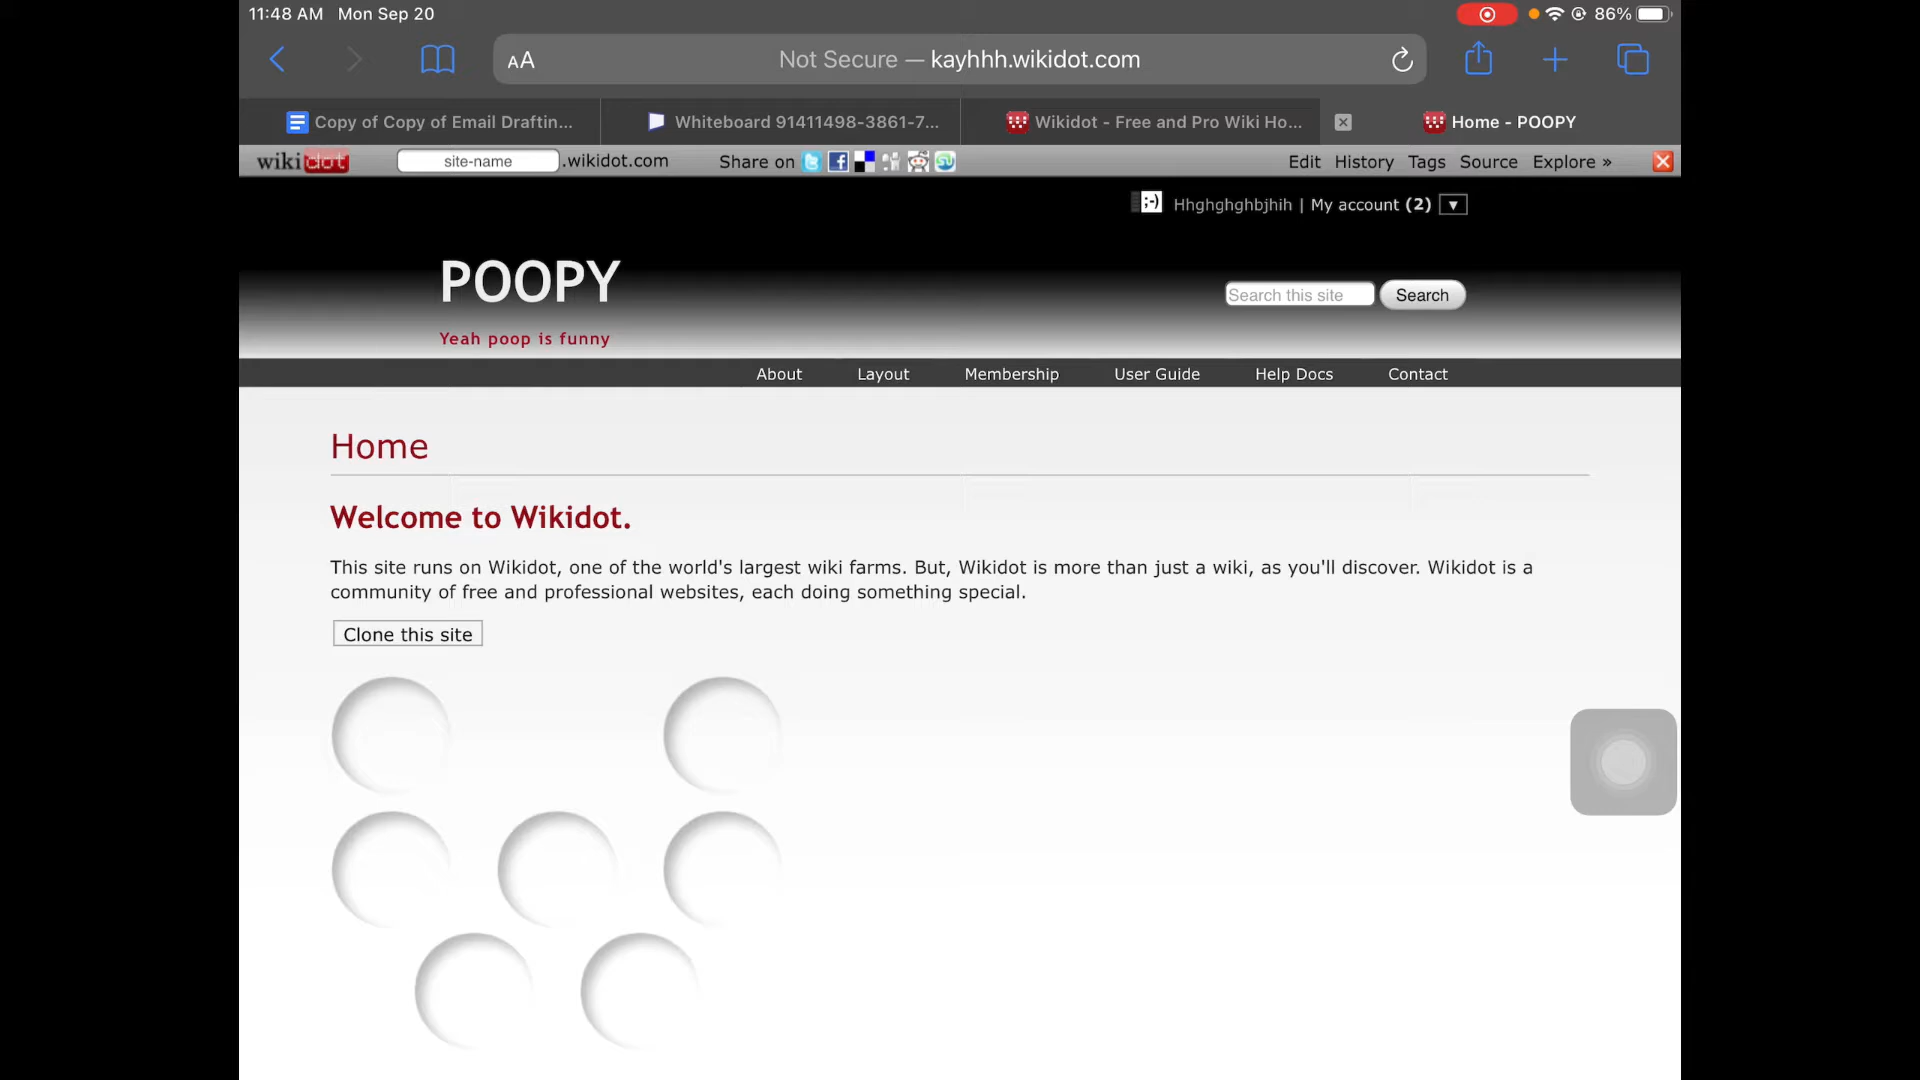 11:48 AM Mon Sep 20
86%
AA
Not Secure — kayhhh.wikidot.com
Copy of Copy of Email Draftin...
Whiteboard 91411498-3861-7...
Wikidot - Free and Pro Wiki Ho...
Home - POOPY
wikidot
site-name .wikidot.com
Share on
Edit History Tags Source Explore »
;-) Hhghghghbjhih | My account (2) ▼
POOPY
Search this site Search
Yeah poop is funny
About Layout Membership User Guide Help Docs Contact
Home
Welcome to Wikidot.
This site runs on Wikidot, one of the world's largest wiki farms. But, Wikidot is more than just a wiki, as you'll discover. Wikidot is a
community of free and professional websites, each doing something special.
Clone this site